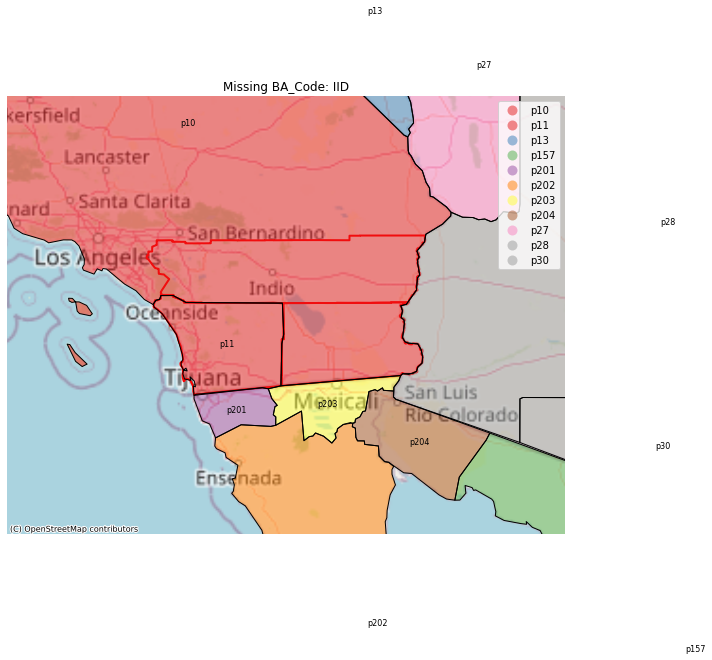 p13
p27
Missing BA_Code: IID
p10
kersfield
Lancaster
Santa Clarita
nard
San Bernardino
Los Angeles
Indio
Oceanside
p11
Tijuana
Mexicali
p203
San Luis
Río Colorado
p201
p204
Ensenada
(C) OpenStreetMap contributors
p10
p11
p13
p157
p201
p202
p203
p204
p27
p28
p30
p28
p30
p202
p157